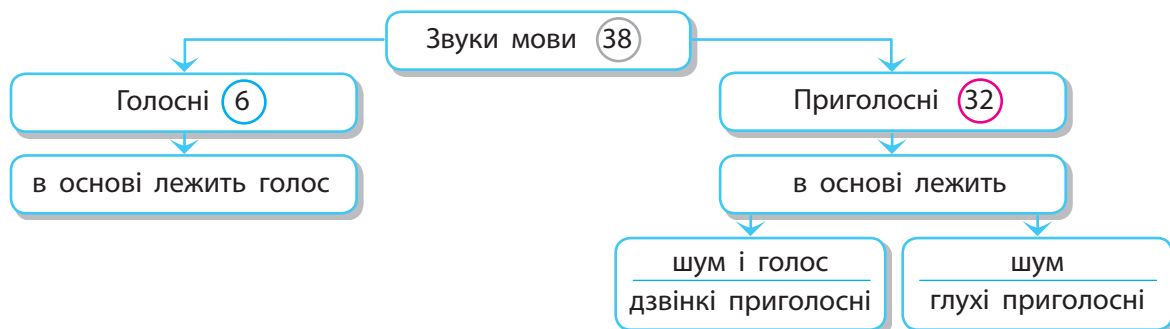 Звуки мови 38
Голосні 6
Приголосні 32
в основі лежить голос
в основі лежить
шум і голос
дзвінкі приголосні
шум
глухі приголосні